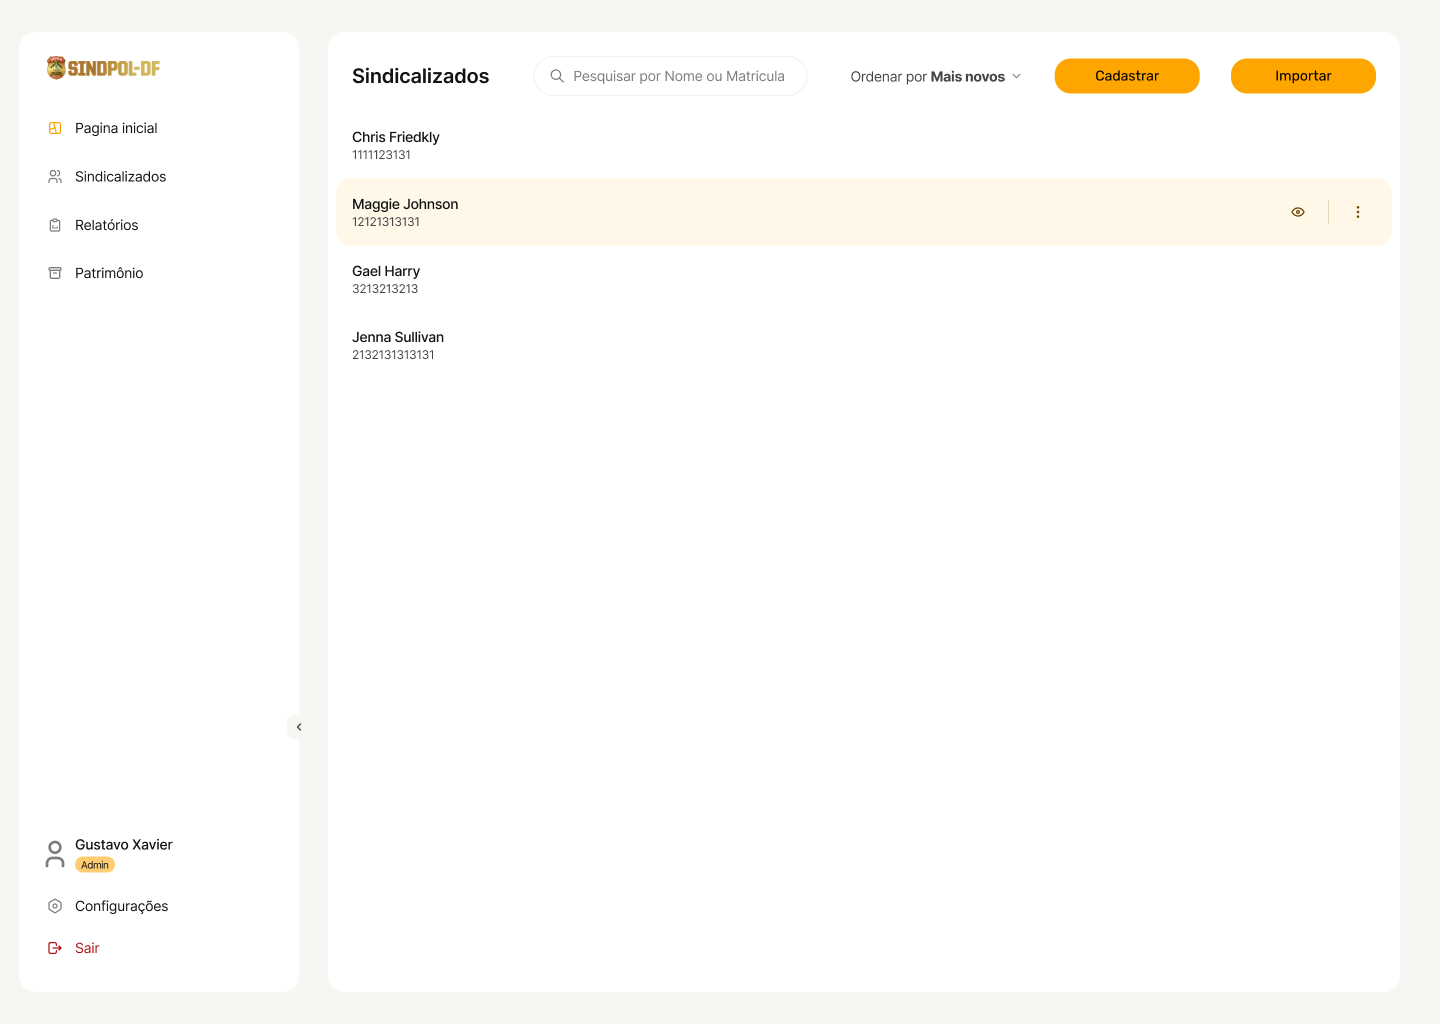 SINDPOL-DF
Pagina inicial
Sindicalizados
Relatórios
Patrimônio
Gustavo Xavier
Admin
Configurações
Sair
Sindicalizados
Pesquisar por Nome ou Matricula
Ordenar por Mais novos
Cadastrar
Importar
Chris Friedkly
1111123131
Maggie Johnson
12121313131
Gael Harry
3213213213
Jenna Sullivan
2132131313131